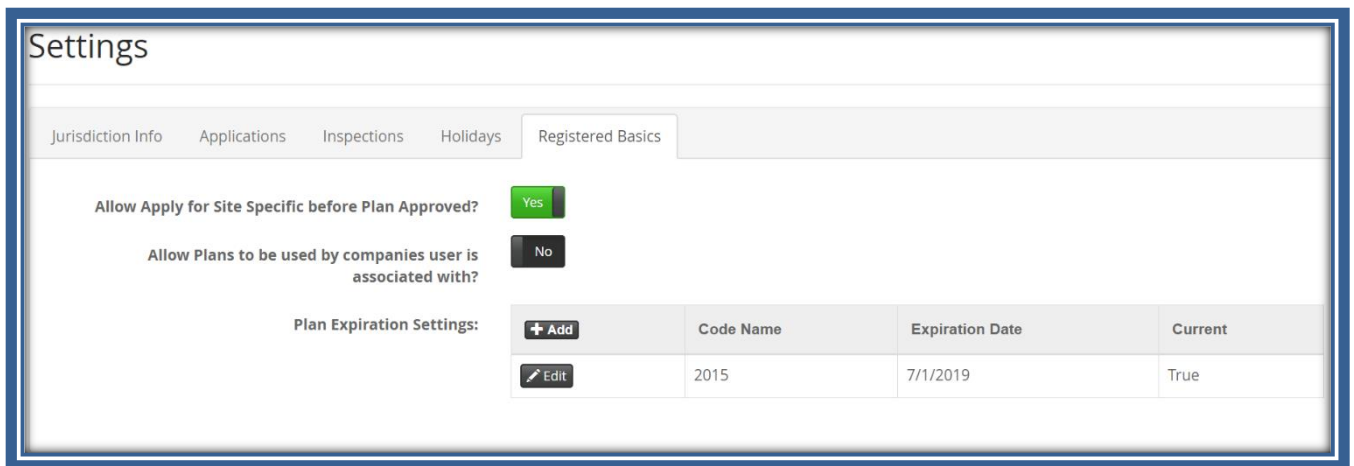 Settings
Jurisdiction Info Applications Inspections Holidays Registered Basics
Allow Apply for Site Specific before Plan Approved? Yes
Allow Plans to be used by companies user is No
associated with?
Plan Expiration Settings: + Add Code Name Expiration Date Current
Edit 2015 7/1/2019 True